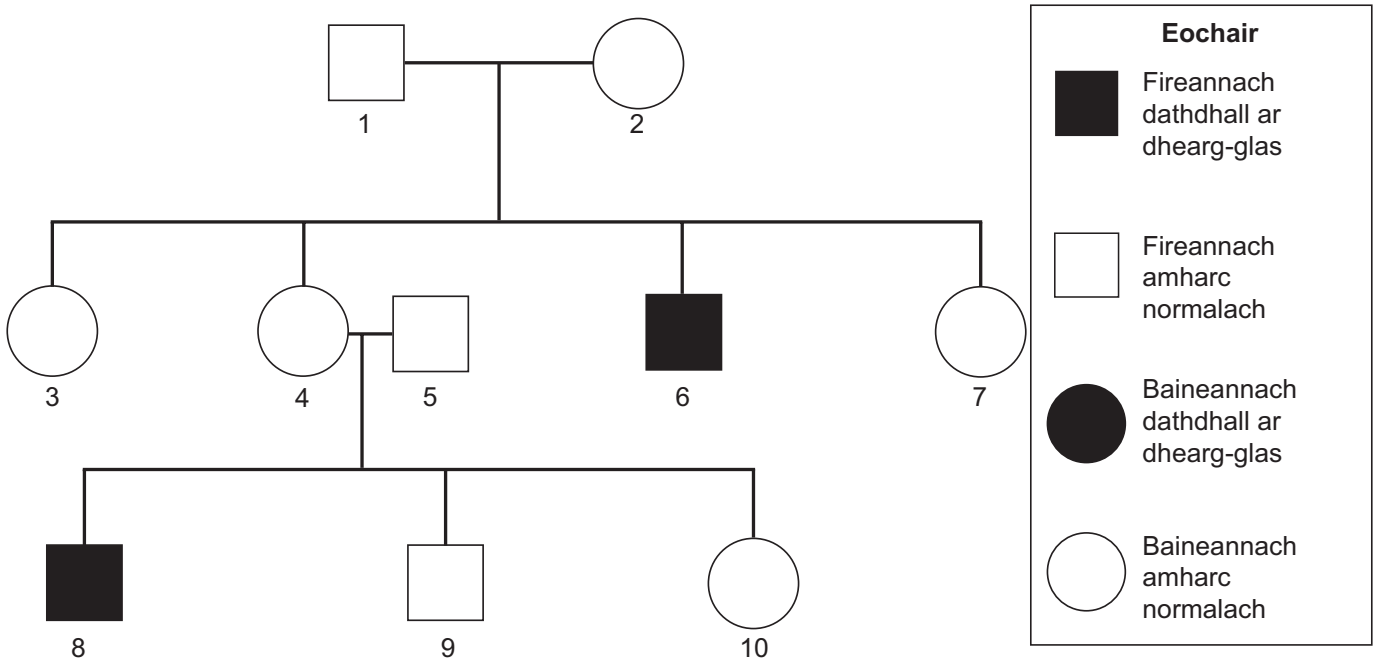 1
2
3
4
5
6
7
8
9
10
Eochair
Fireannach
dathdhall ar
dhearg-glas
Fireannach
amharc
normalach
Baineannach
dathdhall ar
dhearg-glas
Baineannach
amharc
normalach